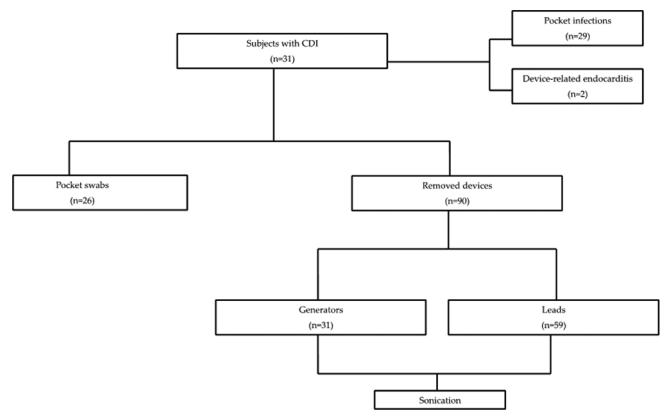 Pocket infections
(n=29)
Subjects with CDI
(n=31)
Device-related endocarditis
(n=2)
Pocket swabs
(n=26)
Removed devices
(n=90)
Generators
(n=31)
Leads
(n=59)
Sonication